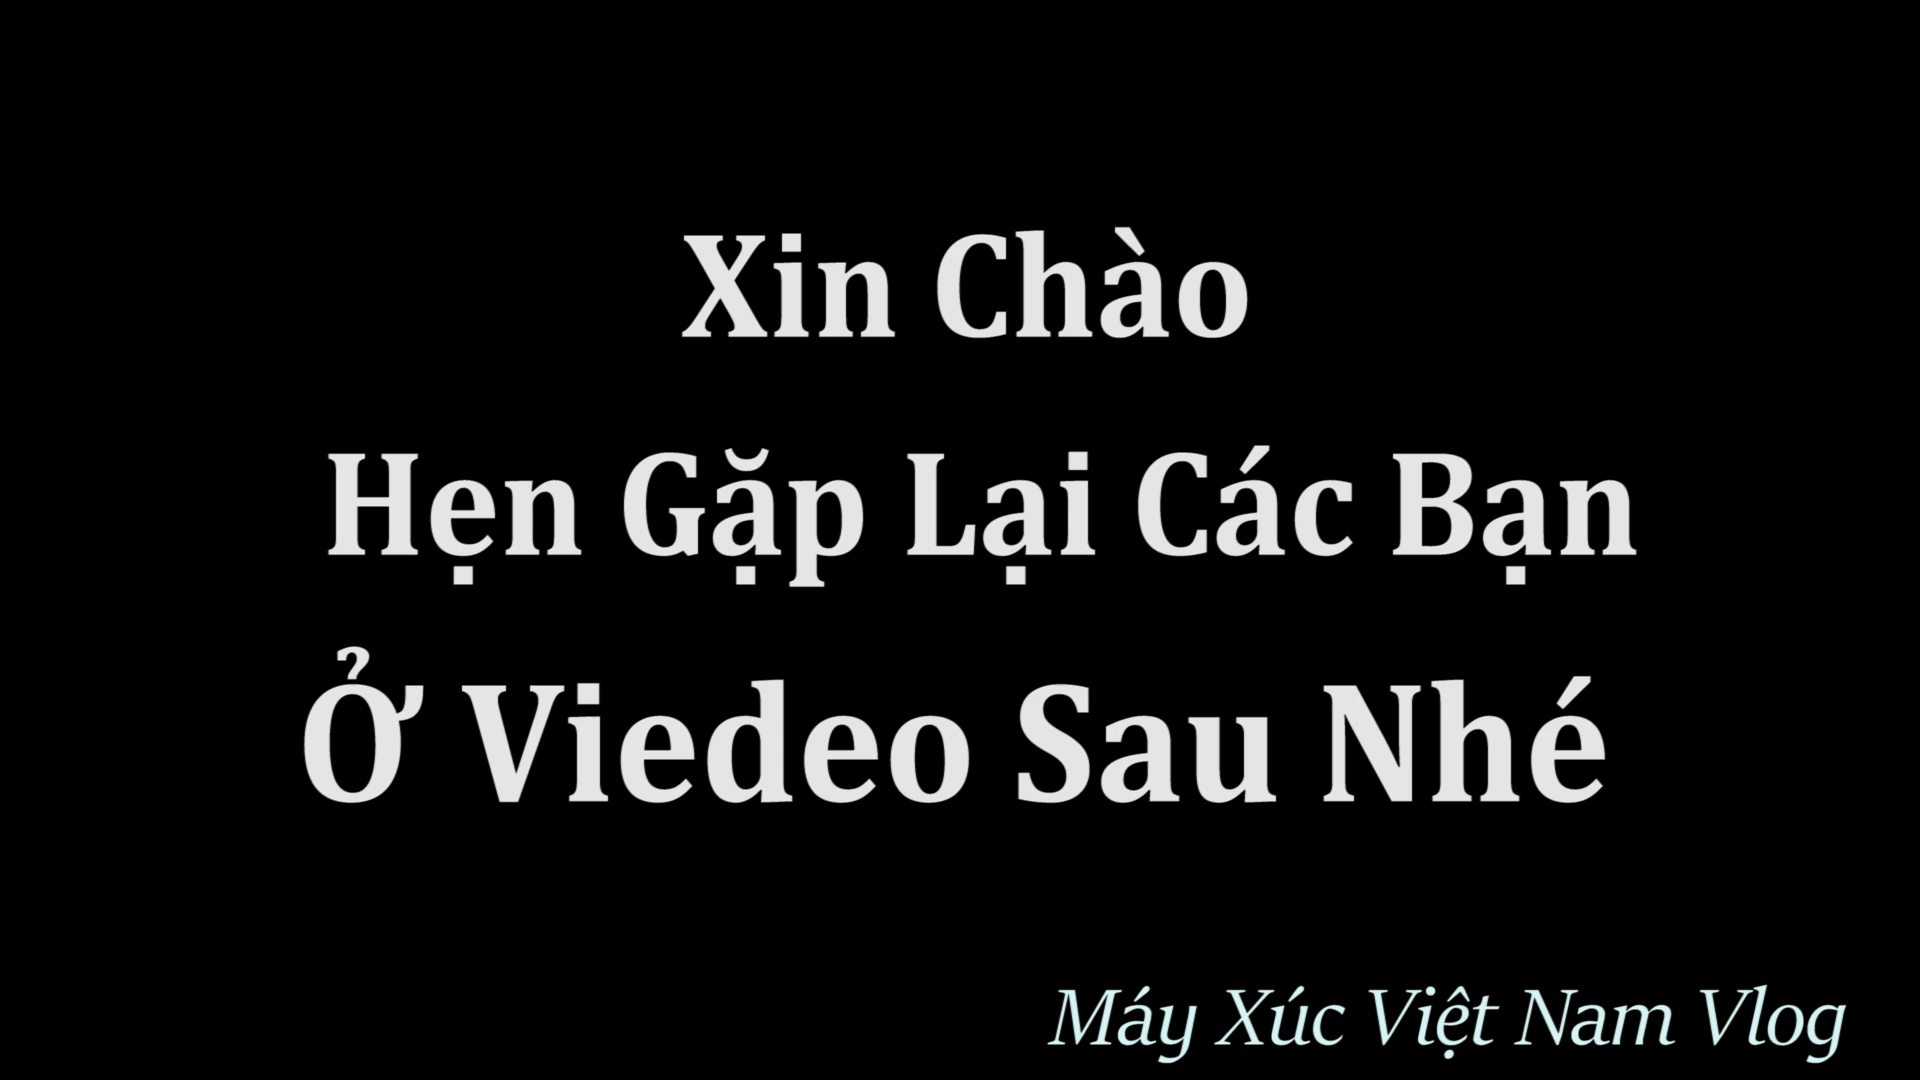 Xin Chào
Hẹn Gặp Lại Các Bạn
Ở Viedeo Sau Nhé
Máy Xúc Việt Nam Vlog